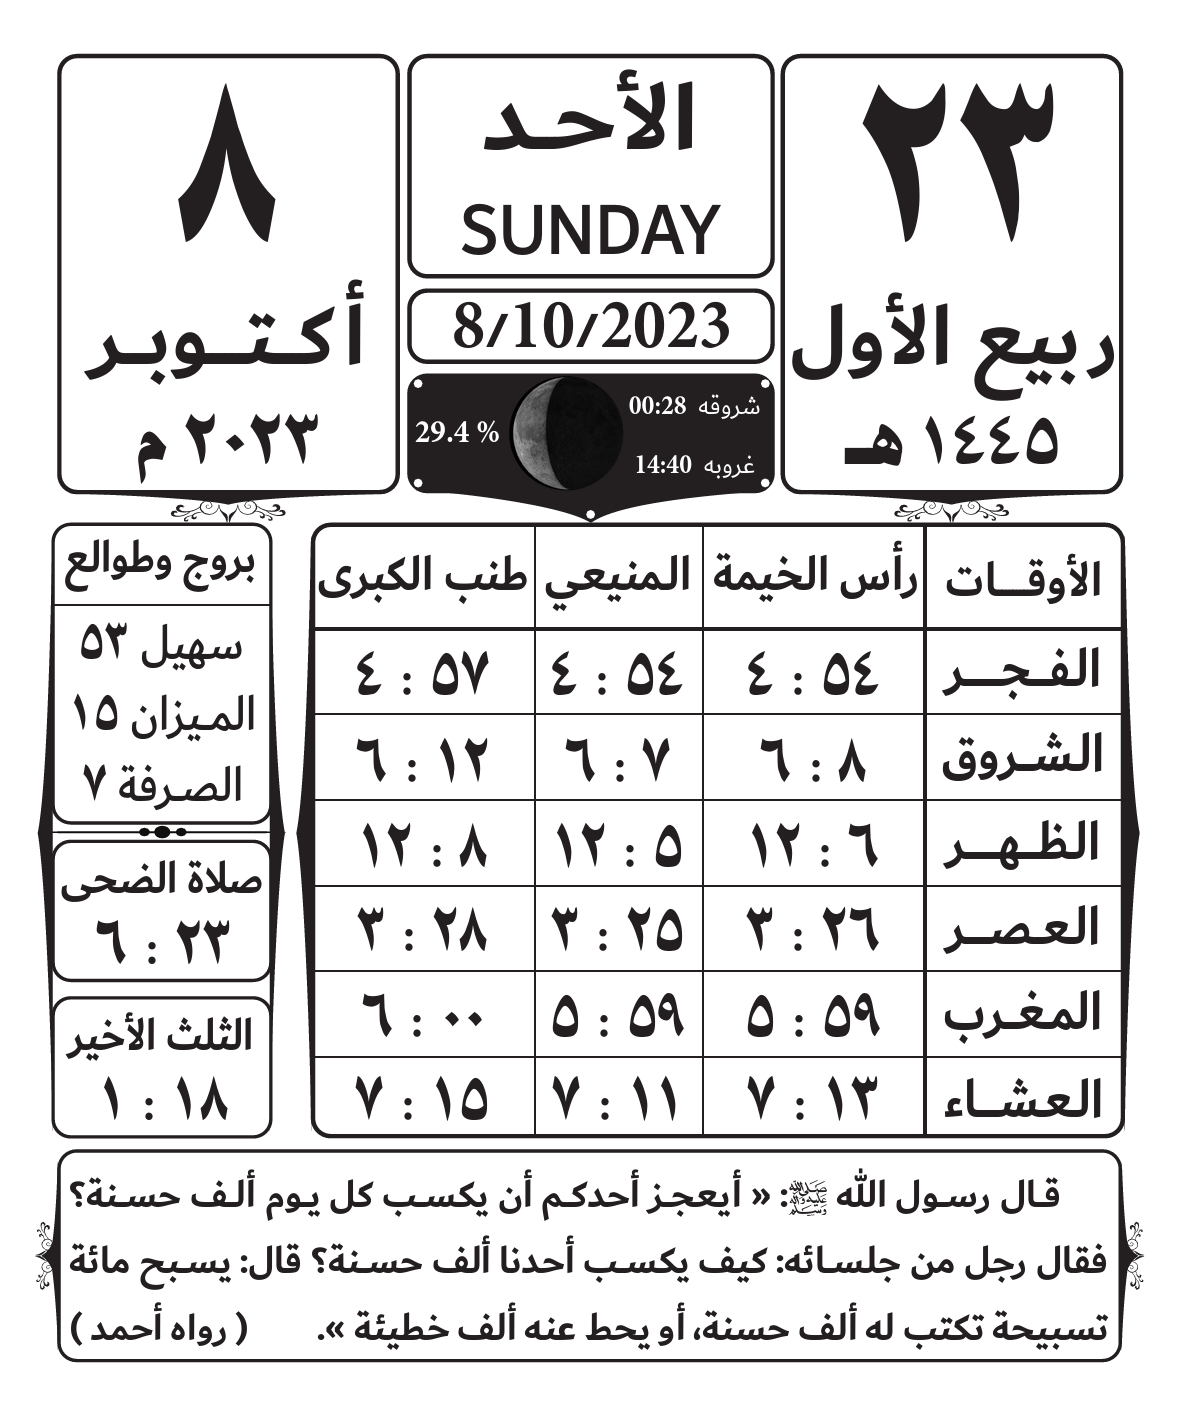 ٢٣
ربيع الأول
١٤٤٥ هـ
الأحد
SUNDAY
8/10/2023
شروقه 00:28
غروبه 14:40
29.4 %
٨
أكتوبر
٢٠٢٣ م
الأوقات رأس الخيمة المنيعي طنب الكبرى
الفجر ٤ : ٥٤ ٤ : ٥٤ ٤ : ٥٧
الشروق ٦ : ٨ ٦ : ٧ ٦ : ١٢
الظهر ١٢ : ٦ ١٢ : ٥ ١٢ : ٨
العصر ٣ : ٢٦ ٣ : ٢٥ ٣ : ٢٨
المغرب ٥ : ٥٩ ٥ : ٥٩ ٦ : ٠٠
العشاء ٧ : ١٣ ٧ : ١١ ٧ : ١٥
بروج وطوالع
سهيل ٥٣
الميزان ١٥
الصرفة ٧
صلاة الضحى
٦ : ٢٣
الثلث الأخير
١ : ١٨
قال رسول الله ﷺ: « أيعجز أحدكم أن يكسب كل يوم ألف حسنة؟
فقال رجل من جلسائه: كيف يكسب أحدنا ألف حسنة؟ قال: يسبح مائة
تسبيحة تكتب له ألف حسنة، أو يحط عنه ألف خطيئة ». ( رواه أحمد )